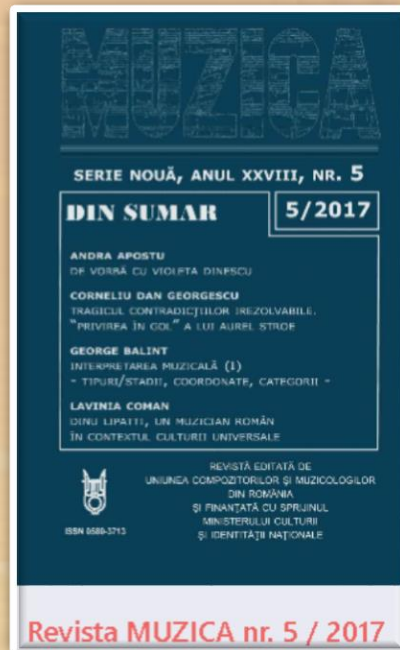 MUZICA
SERIE NOUĂ, ANUL XXVIII, NR. 5
DIN SUMAR
5/2017
ANDRA APOSTU
DE VORBĂ CU VIOLETA DINESCU
CORNELIU DAN GEORGESCU
TRAGICUL CONTRADICŢIILOR IREZOLVABILE.
"PRIVIREA ÎN GOL" A LUI AUREL STROE
GEORGE BALINT
INTERPRETAREA MUZICALĂ (I)
- TIPURI/STADII, COORDONATE, CATEGORII -
LAVINIA COMAN
DINU LIPATTI, UN MUZICIAN ROMÂN
ÎN CONTEXTUL CULTURII UNIVERSALE
REVISTĂ EDITATĂ DE
UNIUNEA COMPOZITORILOR ȘI MUZICOLOGILOR
DIN ROMÂNIA
ȘI FINANȚATĂ CU SPRIJINUL
MINISTERULUI CULTURII
ȘI IDENTITĂȚII NAȚIONALE
ISSN 0580-3713
Revista MUZICA nr. 5 / 2017